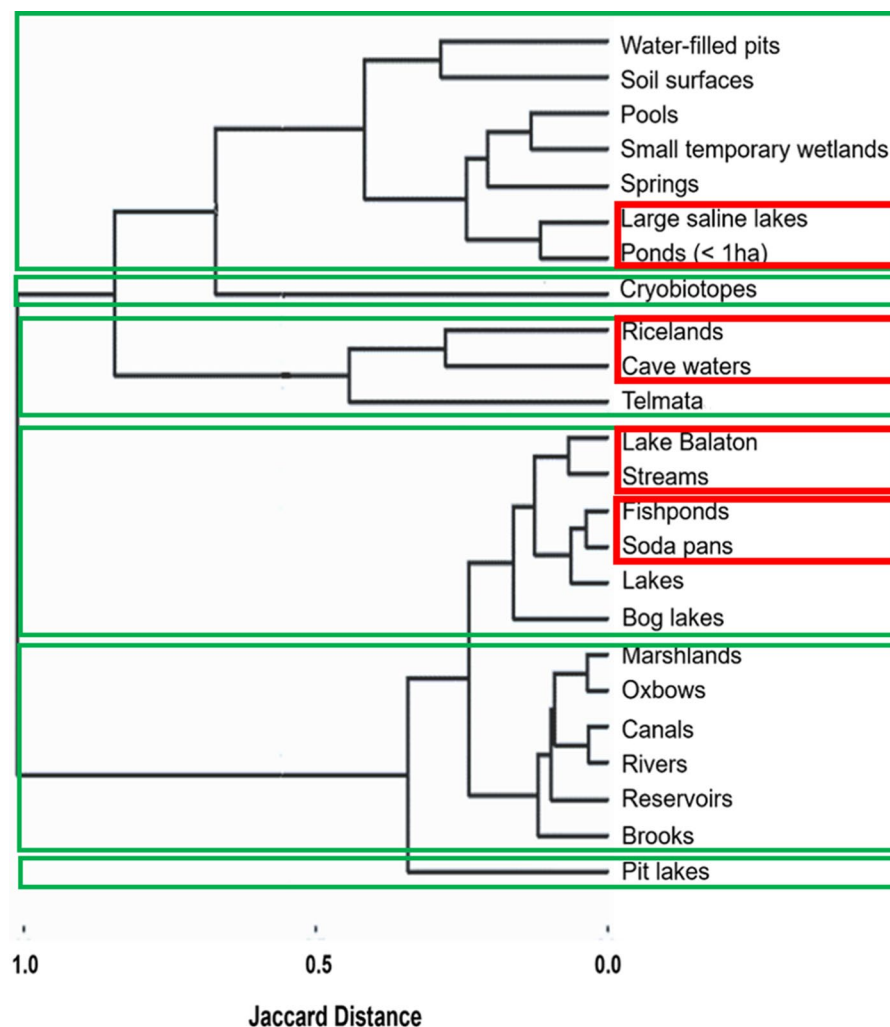 Water-filled pits
Soil surfaces
Pools
Small temporary wetlands
Springs
Large saline lakes
Ponds (< 1ha)
Cryobiotopes
Ricelands
Cave waters
Telmata
Lake Balaton
Streams
Fishponds
Soda pans
Lakes
Bog lakes
Marshlands
Oxbows
Canals
Rivers
Reservoirs
Brooks
Pit lakes
1.0 0.5 0.0
Jaccard Distance